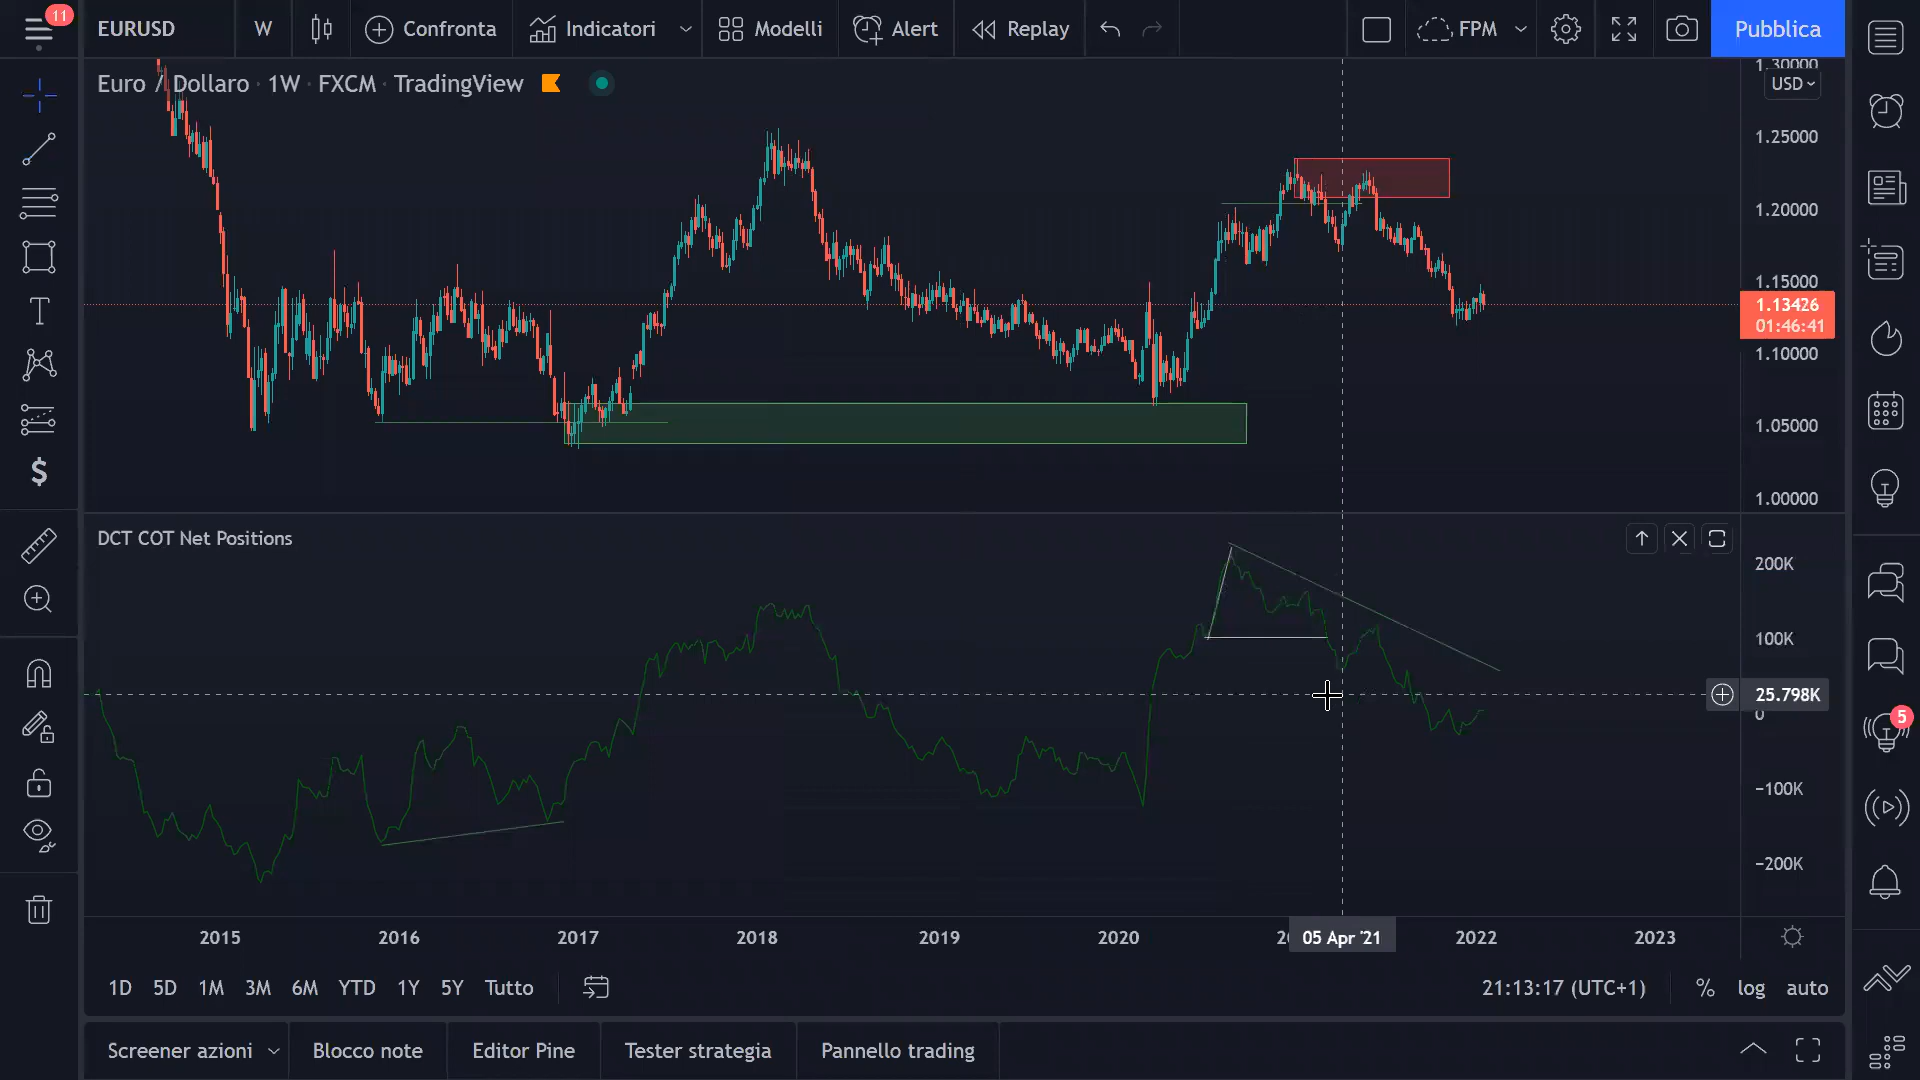 11
EURUSD
W
Confronta
Indicatori
Modelli
Alert
Replay
FPM
Pubblica
Euro / Dollaro · 1W · FXCM · TradingView
USD
1.30000
1.25000
1.20000
1.15000
1.13426
01:46:41
1.10000
1.05000
1.00000
DCT COT Net Positions
200K
100K
25.798K
0
−100K
−200K
5
2015
2016
2017
2018
2019
2020
05 Apr '21
2022
2023
1D
5D
1M
3M
6M
YTD
1Y
5Y
Tutto
21:13:17 (UTC+1)
%
log
auto
Screener azioni
Blocco note
Editor Pine
Tester strategia
Pannello trading